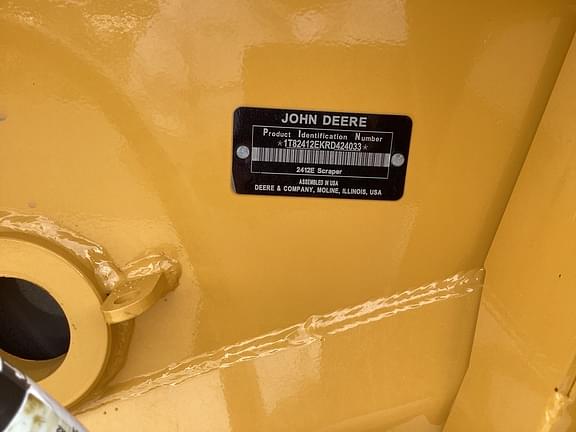 JOHN DEERE
Product Identification Number
*1T82412EKRD424033*
2412E Scraper
ASSEMBLED IN USA
DEERE & COMPANY, MOLINE, ILLINOIS, USA